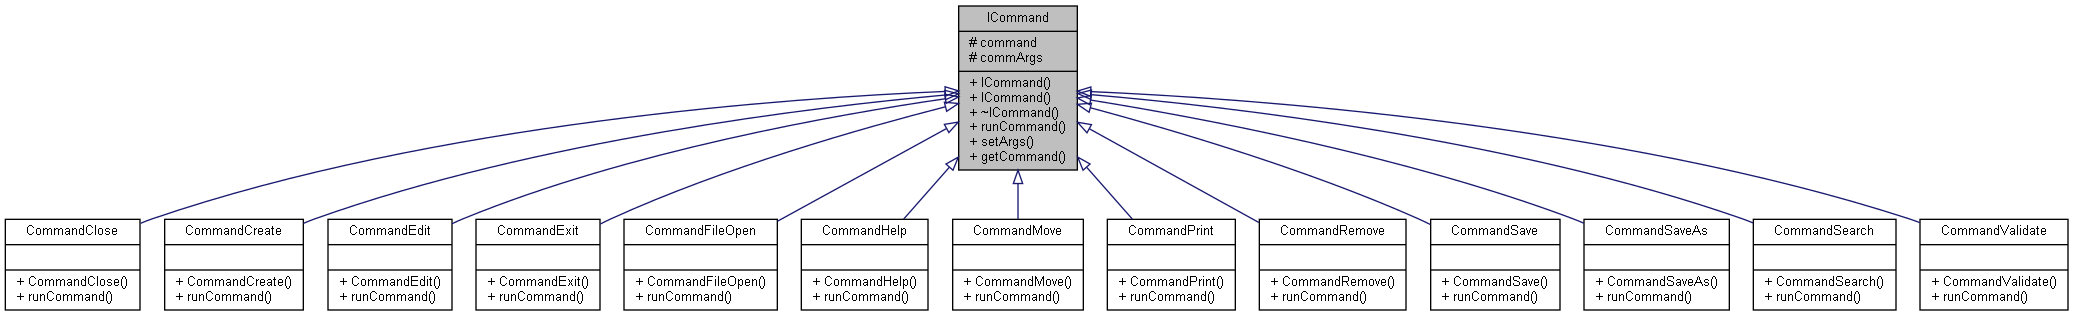 ICommand
# command
# commArgs
+ ICommand()
+ ICommand()
+ ~ICommand()
+ runCommand()
+ setArgs()
+ getCommand()
CommandClose
+ CommandClose()
+ runCommand()
CommandCreate
+ CommandCreate()
+ runCommand()
CommandEdit
+ CommandEdit()
+ runCommand()
CommandExit
+ CommandExit()
+ runCommand()
CommandFileOpen
+ CommandFileOpen()
+ runCommand()
CommandHelp
+ CommandHelp()
+ runCommand()
CommandMove
+ CommandMove()
+ runCommand()
CommandPrint
+ CommandPrint()
+ runCommand()
CommandRemove
+ CommandRemove()
+ runCommand()
CommandSave
+ CommandSave()
+ runCommand()
CommandSaveAs
+ CommandSaveAs()
+ runCommand()
CommandSearch
+ CommandSearch()
+ runCommand()
CommandValidate
+ CommandValidate()
+ runCommand()